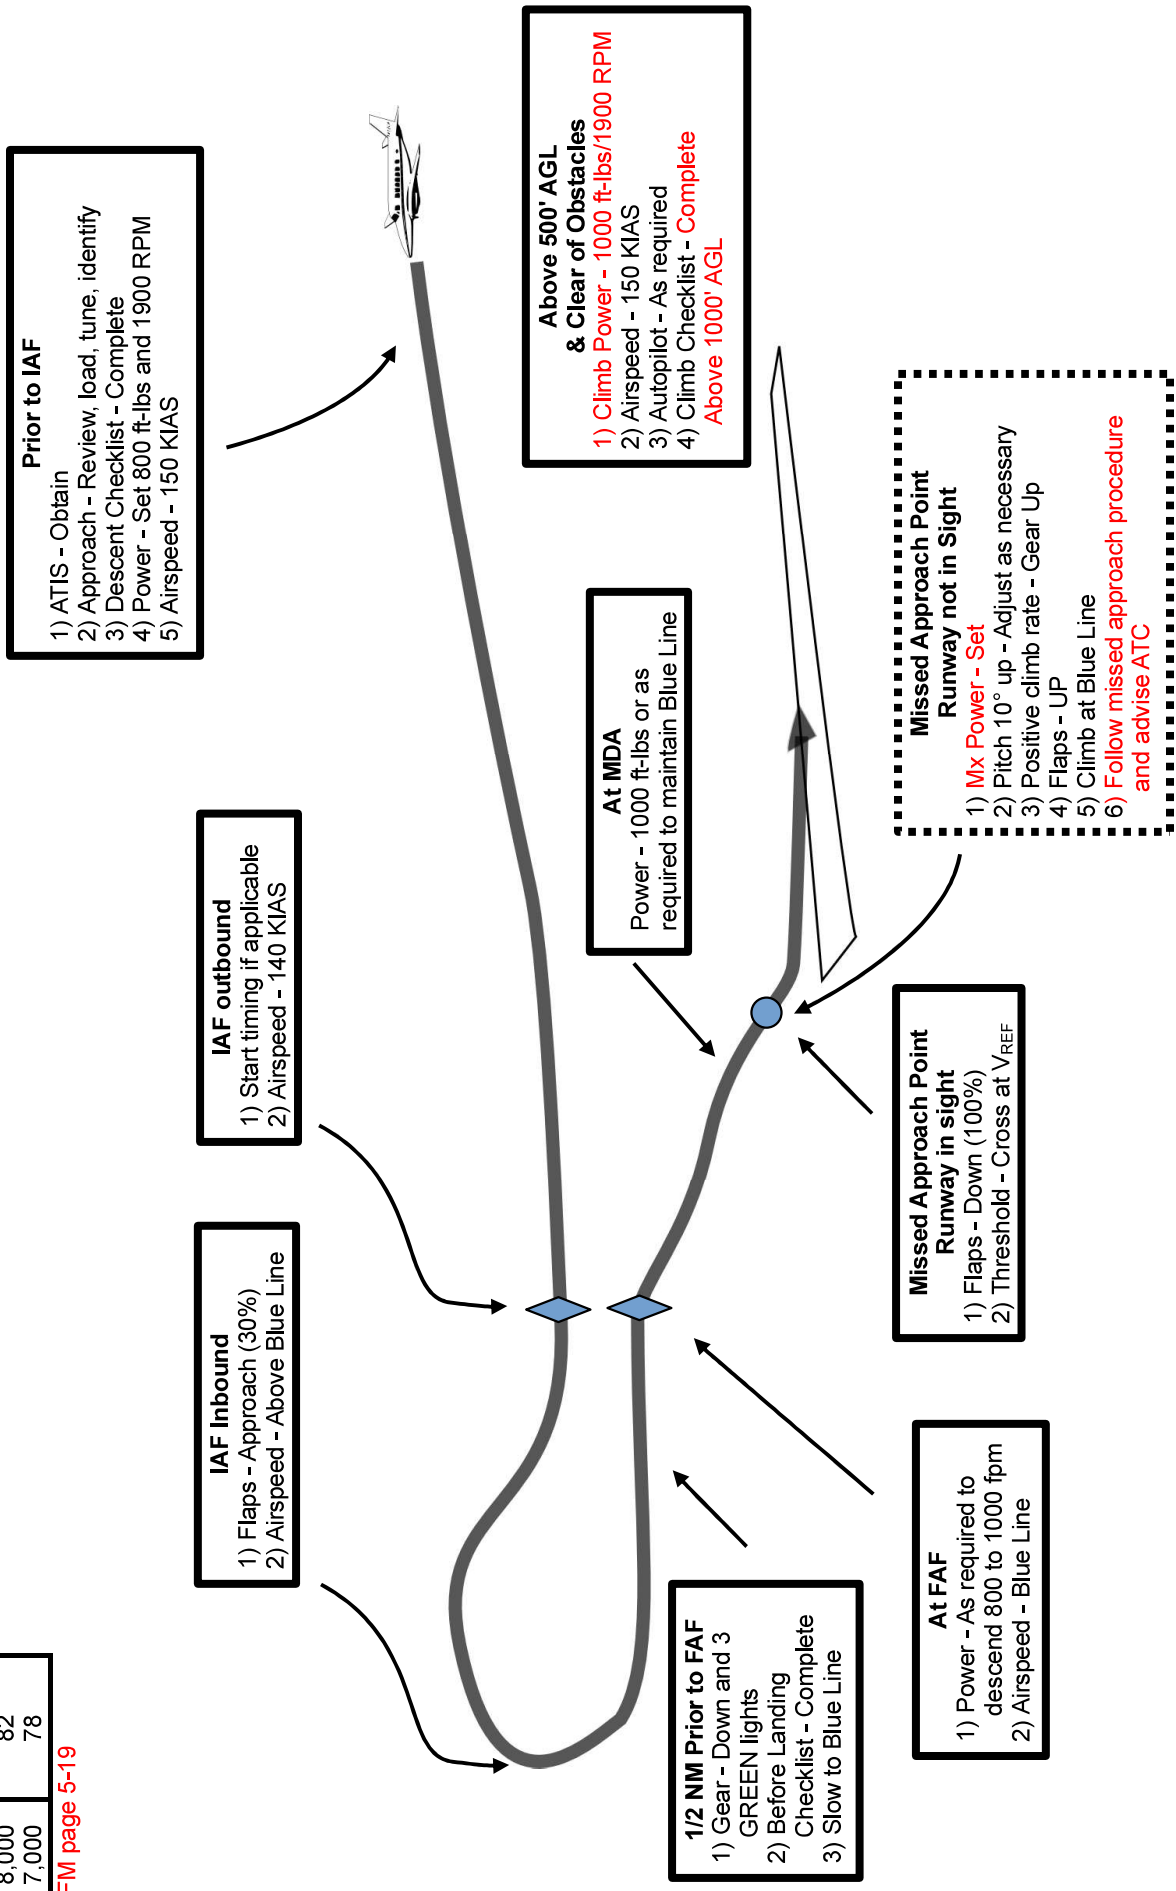 8,000 82
7,000 78
FM page 5-19
Prior to IAF
1) ATIS - Obtain
2) Approach - Review, load, tune, identify
3) Descent Checklist - Complete
4) Power - Set 800 ft-lbs and 1900 RPM
5) Airspeed - 150 KIAS
IAF outbound
1) Start timing if applicable
2) Airspeed - 140 KIAS
IAF Inbound
1) Flaps - Approach (30%)
2) Airspeed - Above Blue Line
1/2 NM Prior to FAF
1) Gear - Down and 3
GREEN lights
2) Before Landing
Checklist - Complete
3) Slow to Blue Line
At FAF
1) Power - As required to
descend 800 to 1000 fpm
2) Airspeed - Blue Line
At MDA
Power - 1000 ft-lbs or as
required to maintain Blue Line
Missed Approach Point
Runway in sight
1) Flaps - Down (100%)
2) Threshold - Cross at VREF
Missed Approach Point
Runway not in Sight
1) Mx Power - Set
2) Pitch 10° up - Adjust as necessary
3) Positive climb rate - Gear Up
4) Flaps - UP
5) Climb at Blue Line
6) Follow missed approach procedure
and advise ATC
Above 500' AGL
& Clear of Obstacles
1) Climb Power - 1000 ft-lbs/1900 RPM
2) Airspeed - 150 KIAS
3) Autopilot - As required
4) Climb Checklist - Complete
Above 1000' AGL